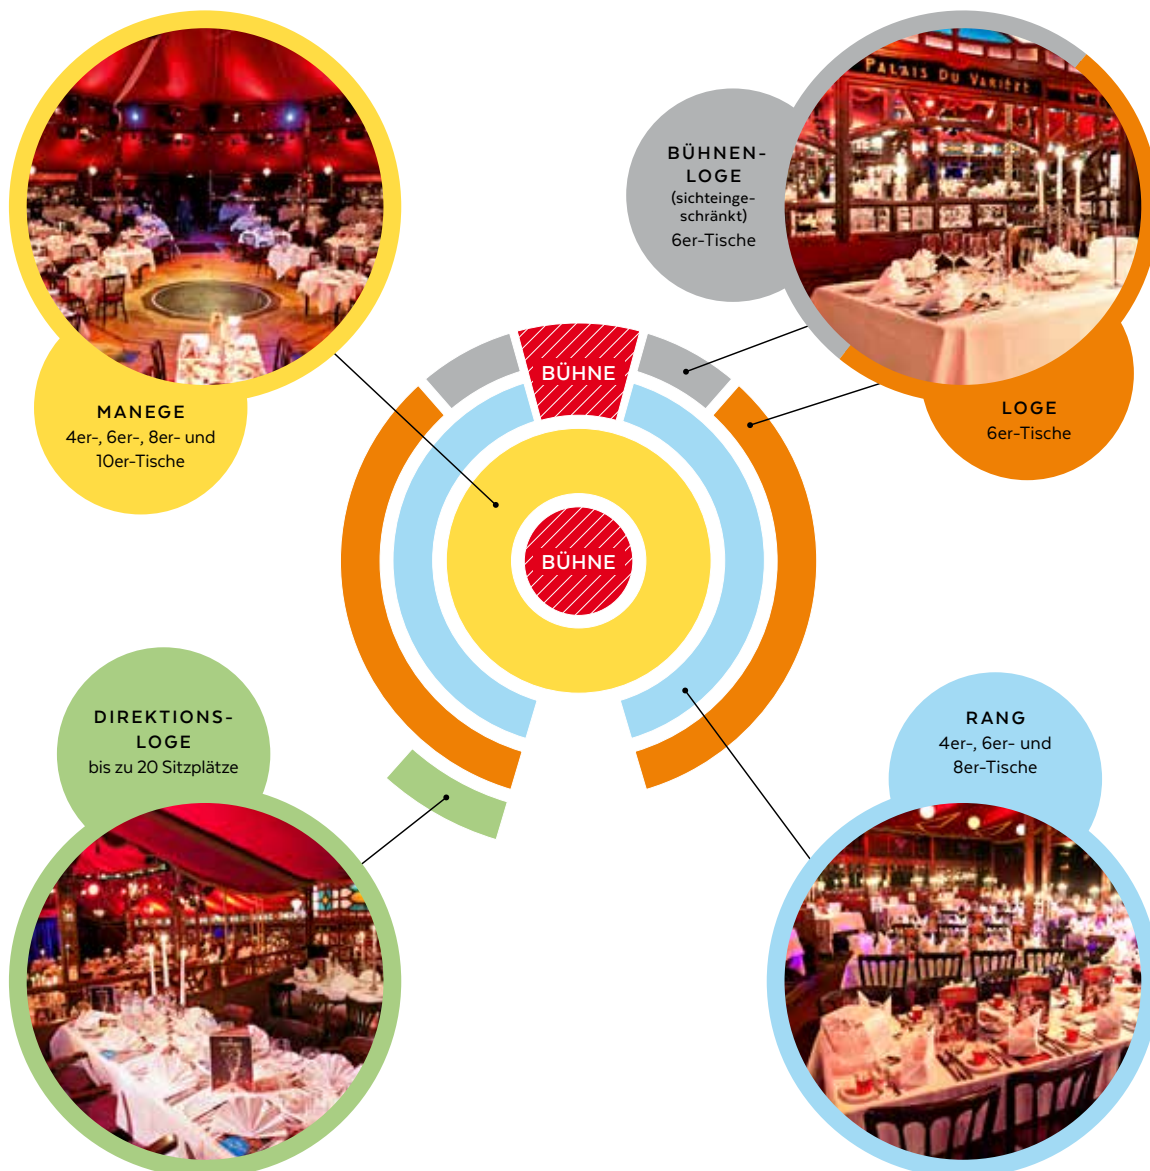 PALAIS DU VARIÉTÉ
BÜHNEN-
LOGE
(sichteinge-
schränkt)
6er-Tische
MANEGE
4er-, 6er-, 8er- und
10er-Tische
BÜHNE
LOGE
6er-Tische
BÜHNE
DIREKTIONS-
LOGE
bis zu 20 Sitzplätze
RANG
4er-, 6er- und
8er-Tische